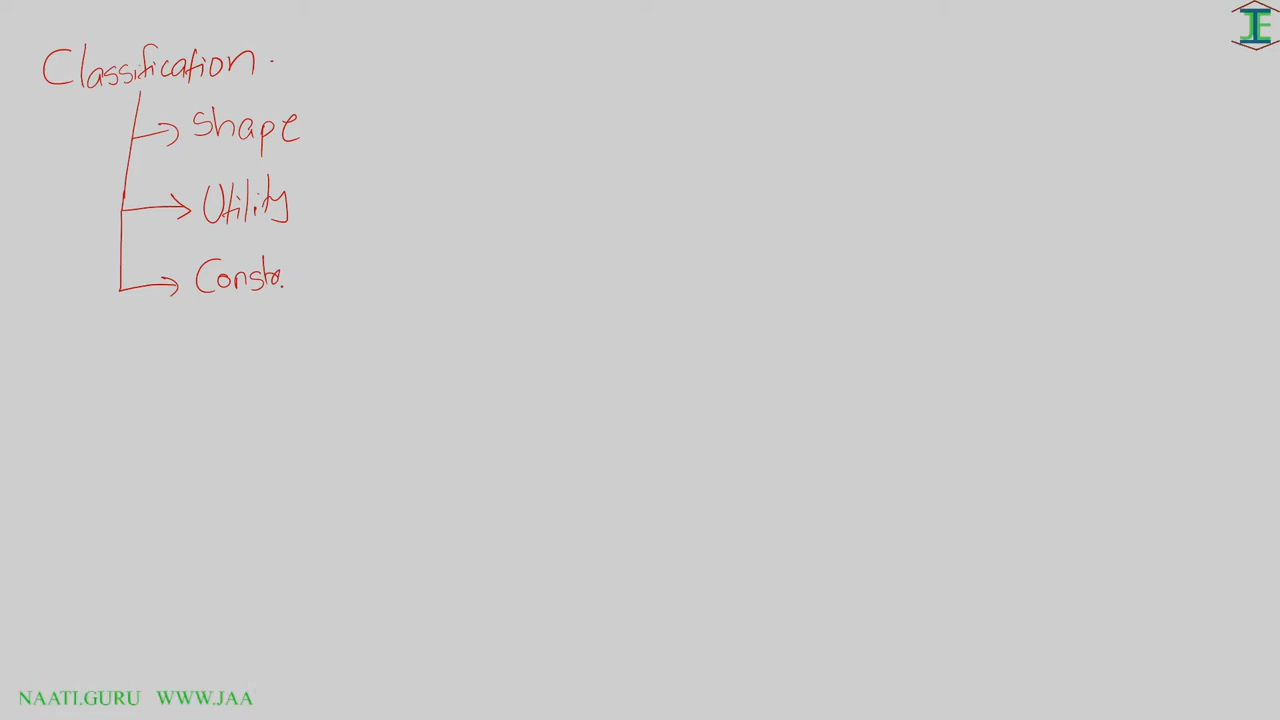 Classification.
Shape
Utility
Constr.
NAATI.GURU WWW.JAA